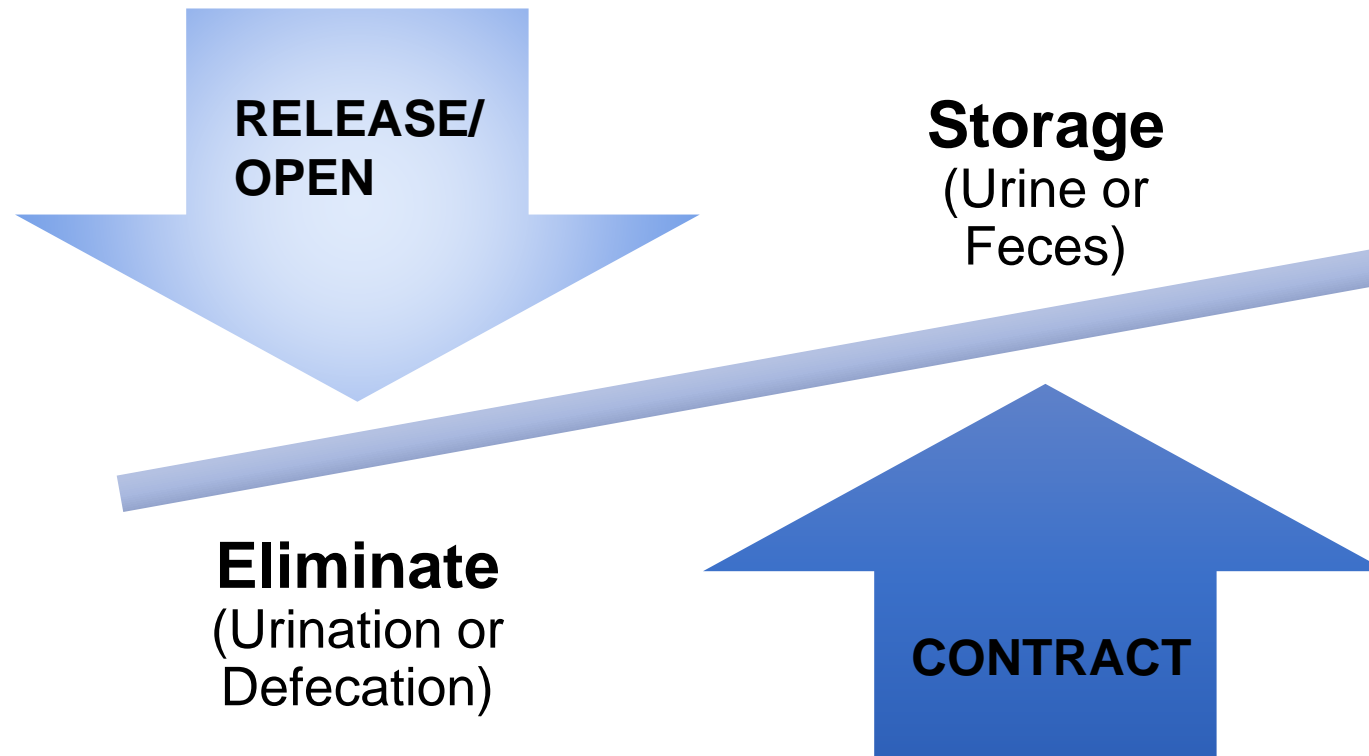 RELEASE/
OPEN
Storage
(Urine or
Feces)
Eliminate
(Urination or
Defecation)
CONTRACT